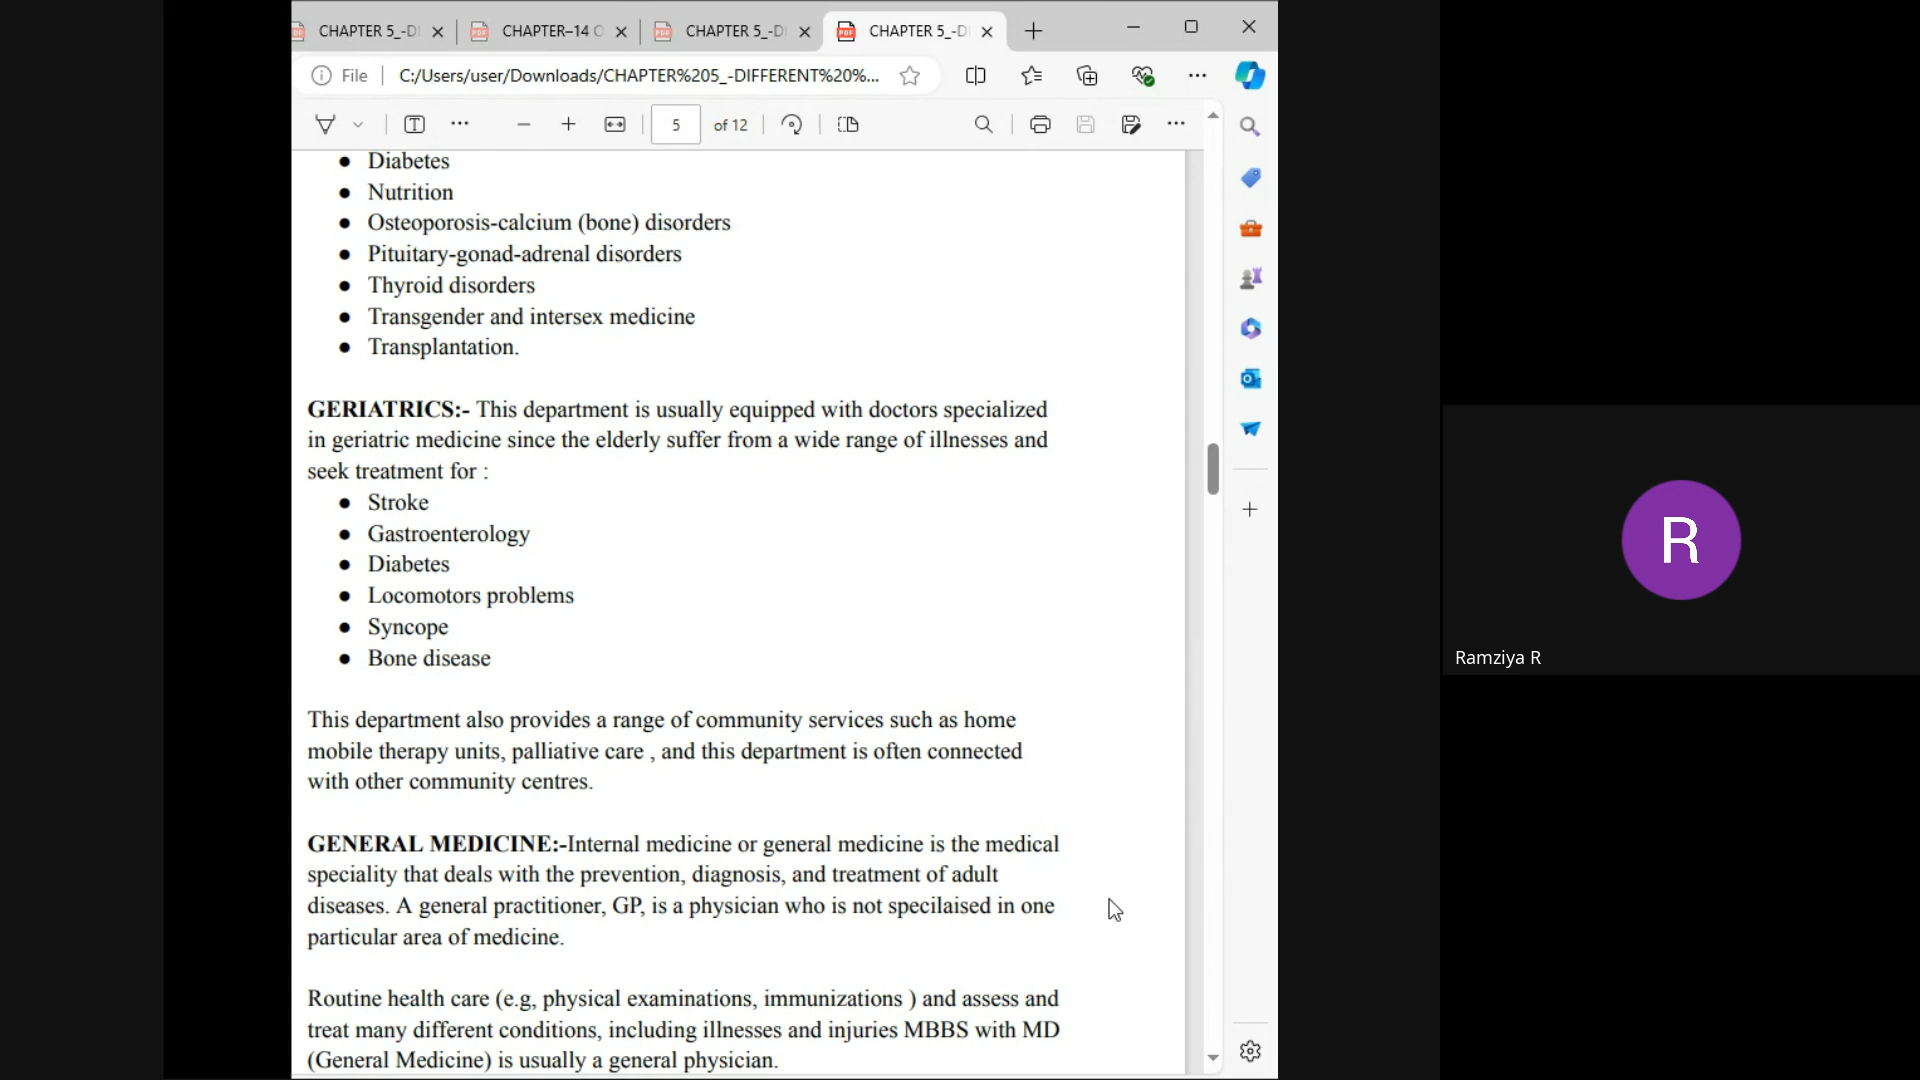 CHAPTER 5_-DI
CHAPTER–14 O
CHAPTER 5_-DI
CHAPTER 5_-D
File
C:/Users/user/Downloads/CHAPTER%205_-DIFFERENT%20%...
5 of 12
● Diabetes
● Nutrition
● Osteoporosis-calcium (bone) disorders
● Pituitary-gonad-adrenal disorders
● Thyroid disorders
● Transgender and intersex medicine
● Transplantation.
GERIATRICS:- This department is usually equipped with doctors specialized
in geriatric medicine since the elderly suffer from a wide range of illnesses and
seek treatment for :
● Stroke
● Gastroenterology
● Diabetes
● Locomotors problems
● Syncope
● Bone disease
This department also provides a range of community services such as home
mobile therapy units, palliative care , and this department is often connected
with other community centres.
GENERAL MEDICINE:-Internal medicine or general medicine is the medical
speciality that deals with the prevention, diagnosis, and treatment of adult
diseases. A general practitioner, GP, is a physician who is not specilaised in one
particular area of medicine.
Routine health care (e.g, physical examinations, immunizations ) and assess and
treat many different conditions, including illnesses and injuries MBBS with MD
(General Medicine) is usually a general physician.
R
Ramziya R